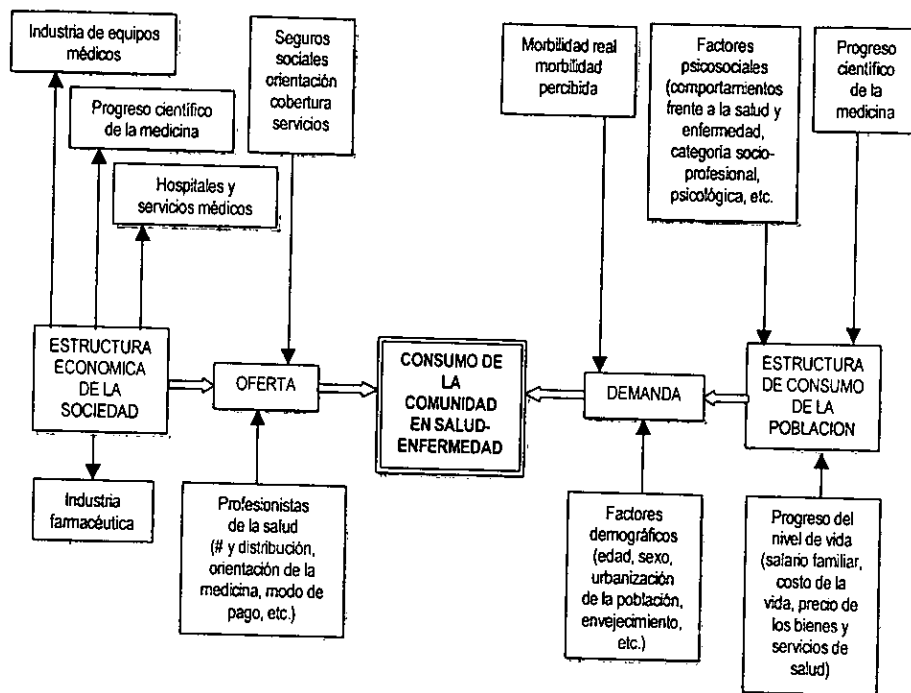 Industria de equipos
médicos
Progreso científico
de la medicina
Hospitales y
servicios médicos
Seguros
sociales
orientación
cobertura
servicios
Morbilidad real
morbilidad
percibida
Factores
psicosociales
(comportamientos
frente a la salud y
enfermedad,
categoría socio-
profesional,
psicológica, etc.
Progreso
científico
de la
medicina
ESTRUCTURA
ECONOMICA
DE LA
SOCIEDAD
OFERTA
CONSUMO DE
LA
COMUNIDAD
EN SALUD-
ENFERMEDAD
DEMANDA
ESTRUCTURA
DE CONSUMO
DE LA
POBLACION
Industria
farmacéutica
Profesionistas
de la salud
(# y distribución,
orientación de la
medicina, modo de
pago, etc.)
Factores
demográficos
(edad, sexo,
urbanización
de la población,
envejecimiento,
etc.)
Progreso del
nivel de vida
(salario familiar,
costo de la
vida, precio de
los bienes y
servicios de
salud)